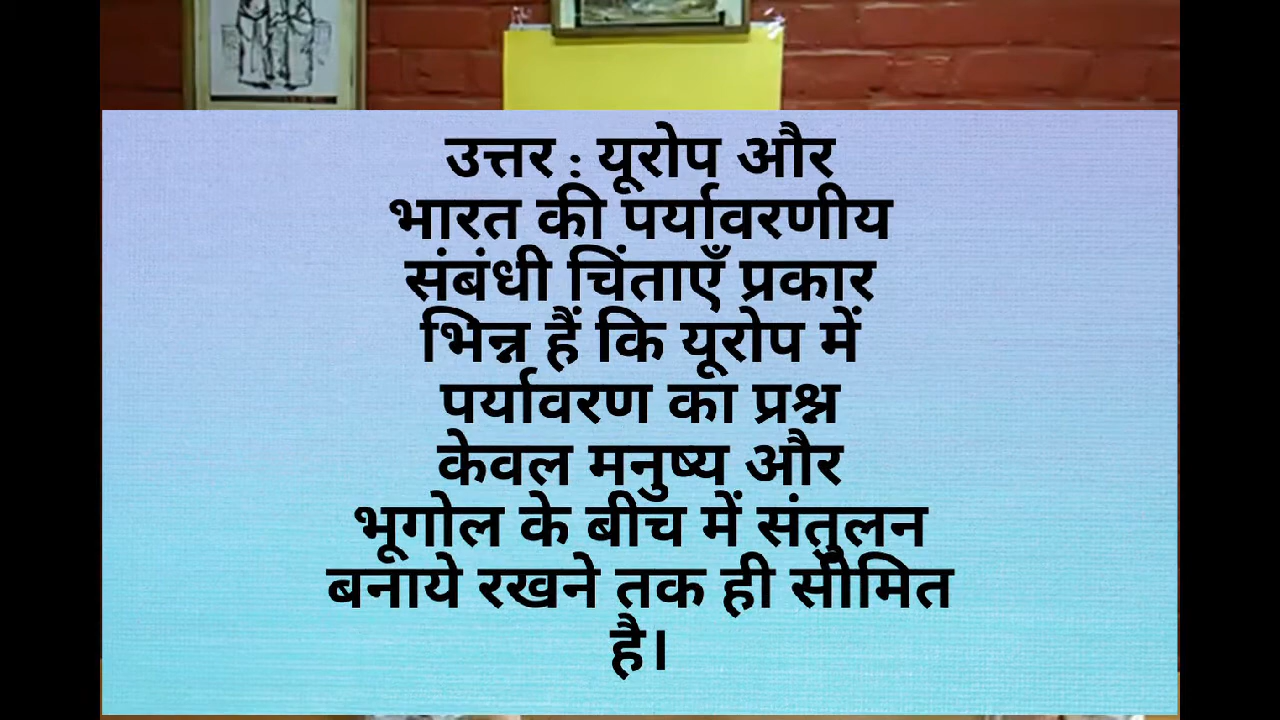 उत्तर : यूरोप और
भारत की पर्यावरणीय
संबंधी चिंताएँ प्रकार
भिन्न हैं कि यूरोप में
पर्यावरण का प्रश्न
केवल मनुष्य और
भूगोल के बीच में संतुलन
बनाये रखने तक ही सीमित
है।